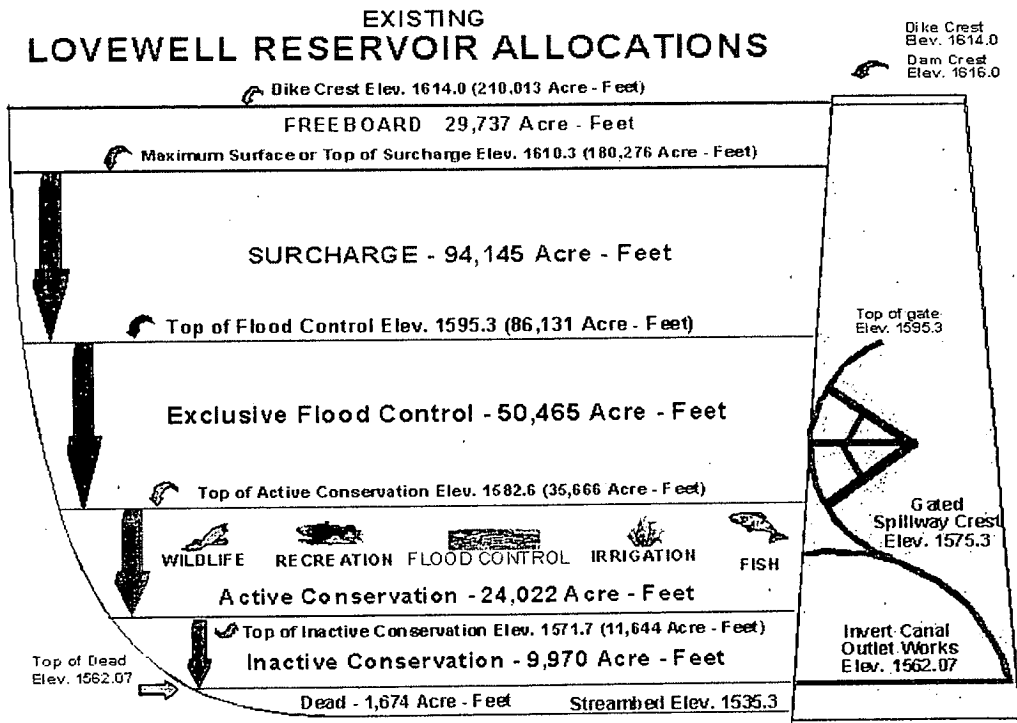 EXISTING
LOVEWELL RESERVOIR ALLOCATIONS
Dike Crest
Elev. 1614.0
Dam Crest
Elev. 1616.0
Dike Crest Elev. 1614.0 (210,013 Acre - Feet)
FREEBOARD 29,737 Acre - Feet
Maximum Surface or Top of Surcharge Elev. 1610.3 (180,276 Acre - Feet)
SURCHARGE - 94,145 Acre - Feet
Top of Flood Control Elev. 1595.3 (86,131 Acre - Feet)
Top of gate
Elev. 1595.3
Exclusive Flood Control - 50,465 Acre - Feet
Top of Active Conservation Elev. 1582.6 (35,666 Acre - Feet)
Gated
Spillway Crest
Elev. 1575.3
WILDLIFE RECREATION FLOOD CONTROL IRRIGATION FISH
Active Conservation - 24,022 Acre - Feet
Top of Inactive Conservation Elev. 1571.7 (11,644 Acre - Feet)
Inactive Conservation - 9,970 Acre - Feet
Invert Canal
Outlet Works
Elev. 1562.07
Top of Dead
Elev. 1562.07
Dead - 1,674 Acre - Feet
Streambed Elev. 1535.3